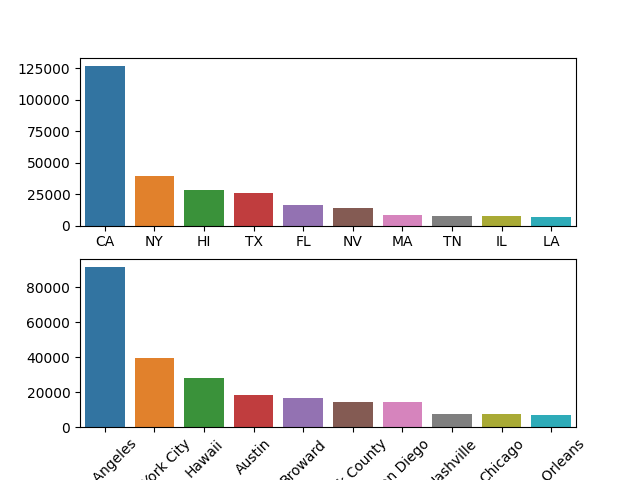 125000
100000
75000
50000
25000
0
CA NY HI TX FL NV MA TN IL LA
80000
60000
40000
20000
0
Angeles
York City
Hawaii
Austin
Broward
County
Diego
Nashville
Chicago
Orleans